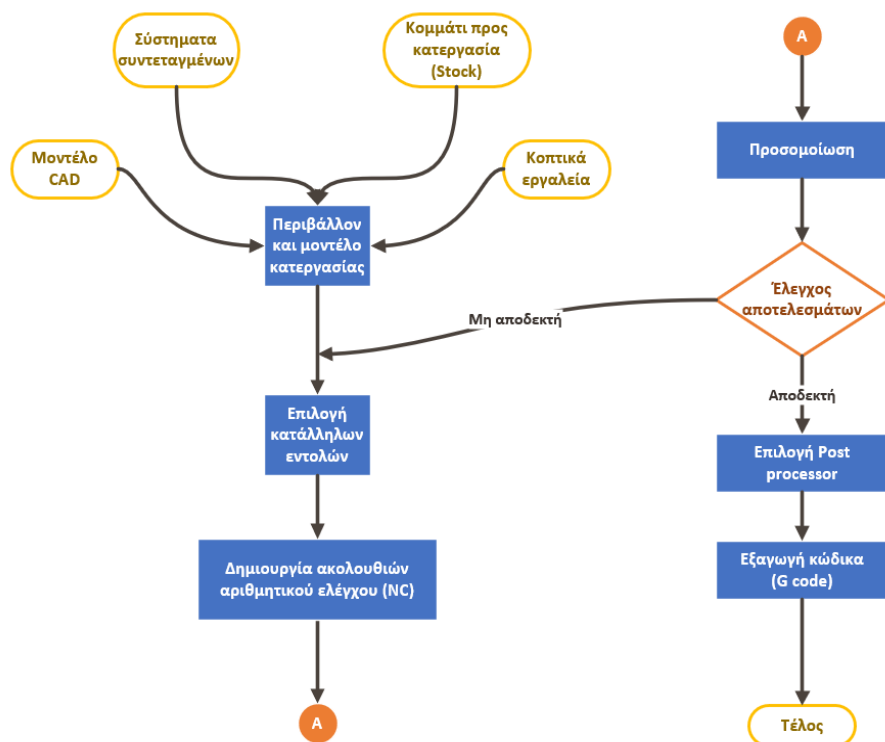 Σύστηματα
συντεταγμένων
Κομμάτι προς
κατεργασία
(Stock)
Μοντέλο
CAD
Κοπτικά
εργαλεία
Περιβάλλον
και μοντέλο
κατεργασίας
Επιλογή
κατάλληλων
εντολών
Δημιουργία ακολουθιών
αριθμητικού ελέγχου (NC)
A
A
Προσομοίωση
Έλεγχος
αποτελεσμάτων
Μη αποδεκτή
Αποδεκτή
Επιλογή Post
processor
Εξαγωγή κώδικα
(G code)
Τέλος